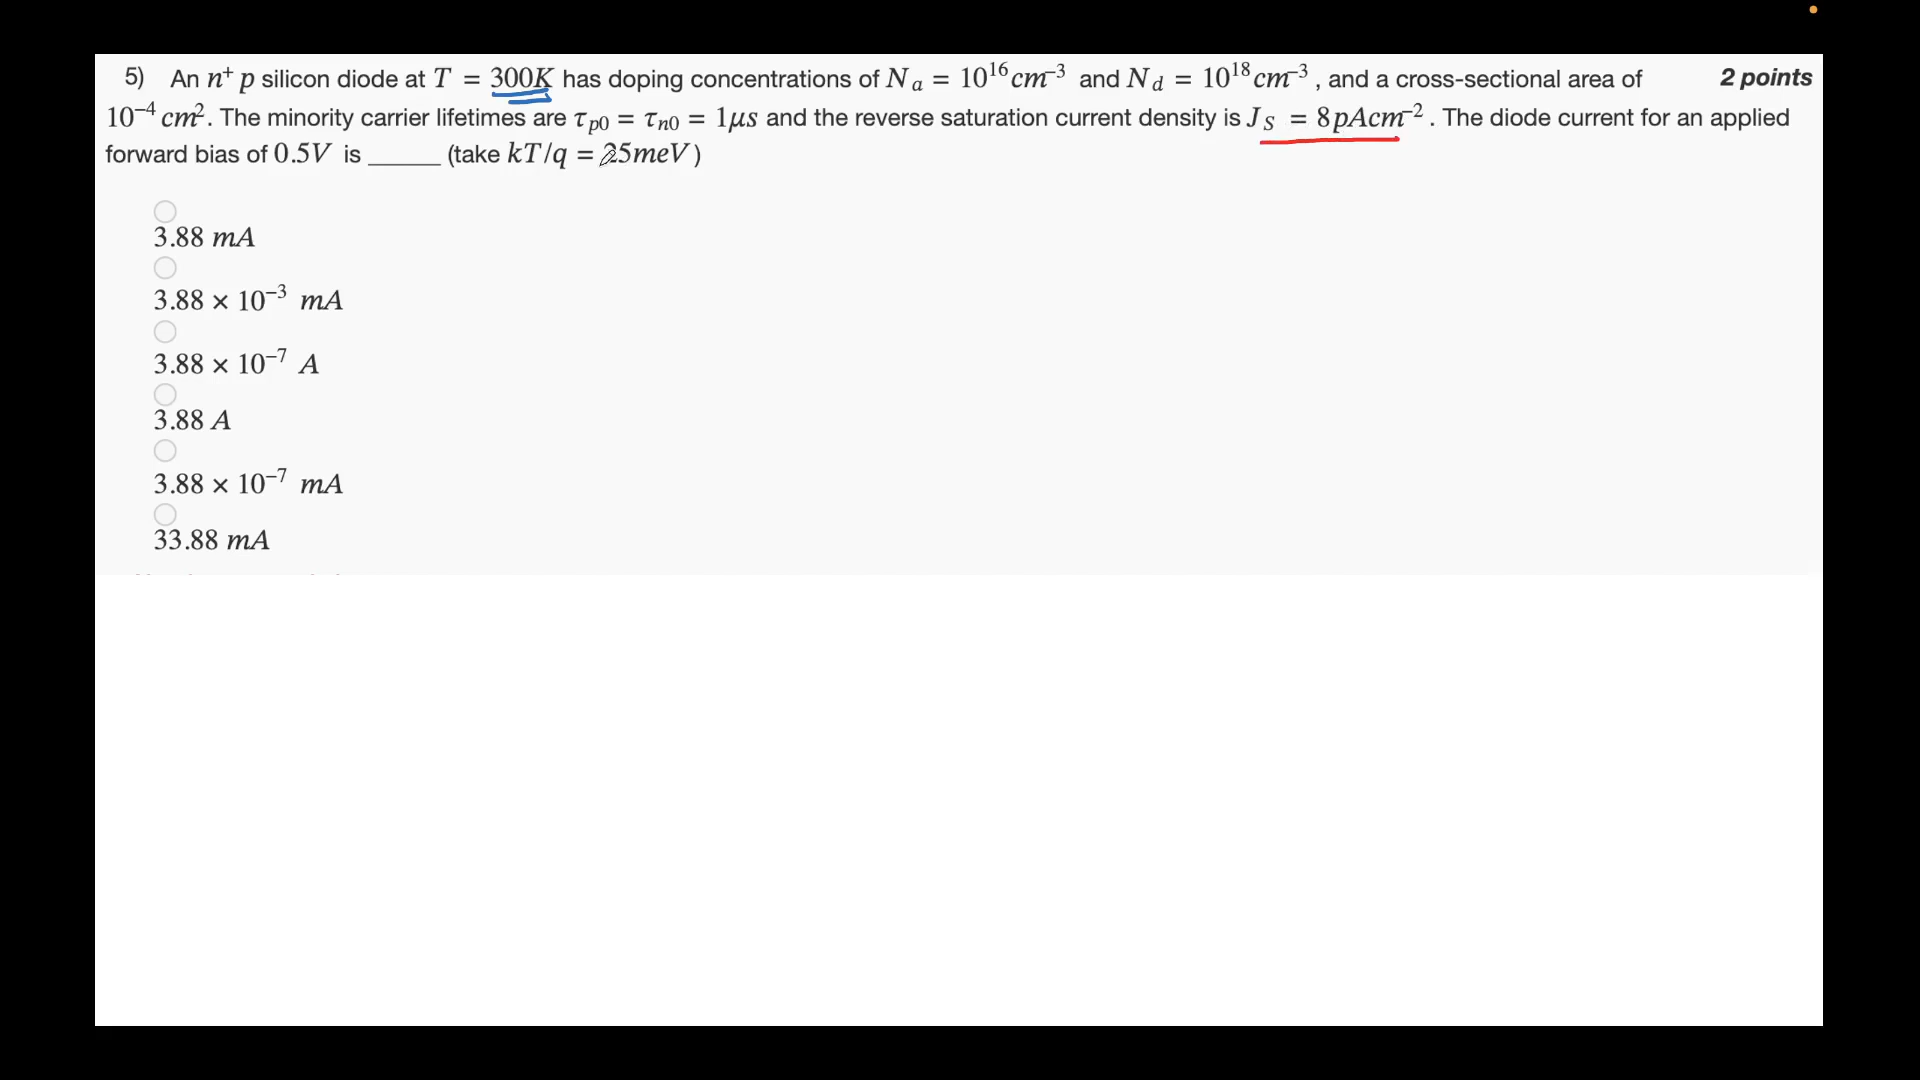 5) An n⁺ p silicon diode at T = 300K has doping concentrations of Nₐ = 10¹⁶cm⁻³ and N_d = 10¹⁸cm⁻³, and a cross-sectional area of 2 points
10⁻⁴ cm². The minority carrier lifetimes are τ_p0 = τ_n0 = 1μs and the reverse saturation current density is J_S = 8pAcm⁻². The diode current for an applied
forward bias of 0.5V is ______ (take kT/q = 25meV)
3.88 mA
3.88 × 10⁻³ mA
3.88 × 10⁻⁷ A
3.88 A
3.88 × 10⁻⁷ mA
33.88 mA